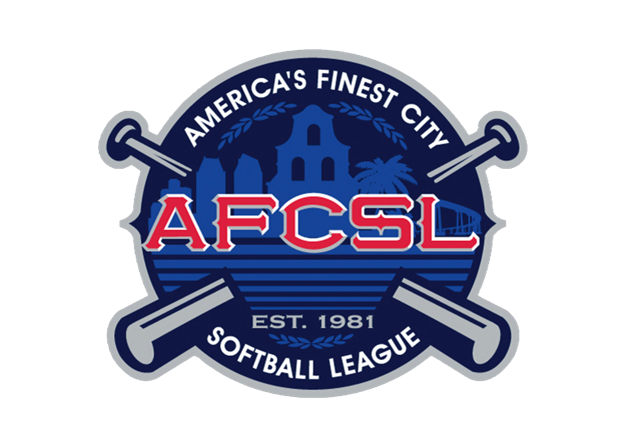 AMERICA'S FINEST CITY
AFCSL
EST. 1981
SOFTBALL LEAGUE